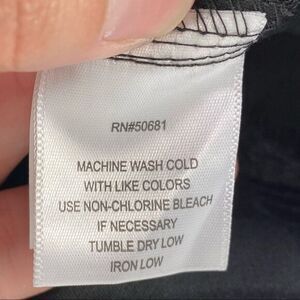 RN#50681
MACHINE WASH COLD
WITH LIKE COLORS
USE NON-CHLORINE BLEACH
IF NECESSARY
TUMBLE DRY LOW
IRON LOW